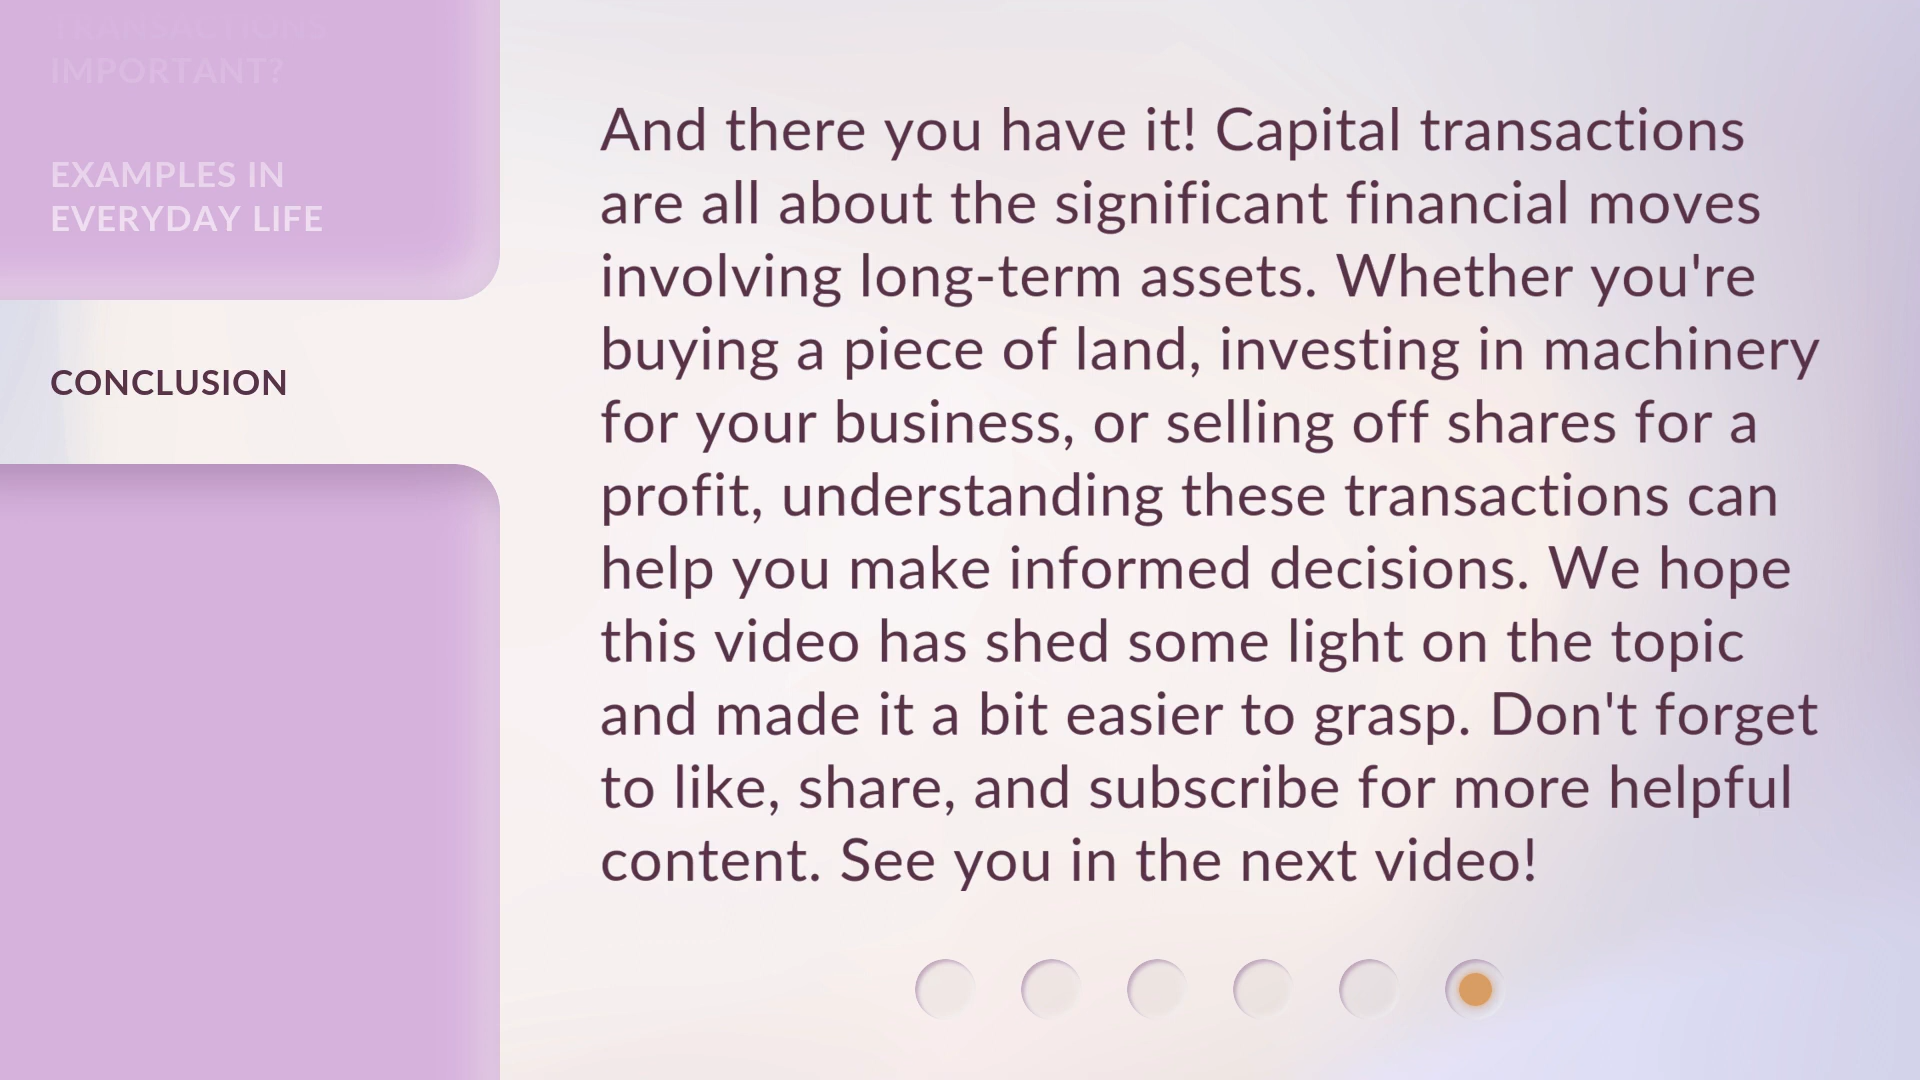 TRANSACTIONS
IMPORTANT?
EXAMPLES IN
EVERYDAY LIFE
CONCLUSION
And there you have it! Capital transactions
are all about the significant financial moves
involving long-term assets. Whether you're
buying a piece of land, investing in machinery
for your business, or selling off shares for a
profit, understanding these transactions can
help you make informed decisions. We hope
this video has shed some light on the topic
and made it a bit easier to grasp. Don't forget
to like, share, and subscribe for more helpful
content. See you in the next video!